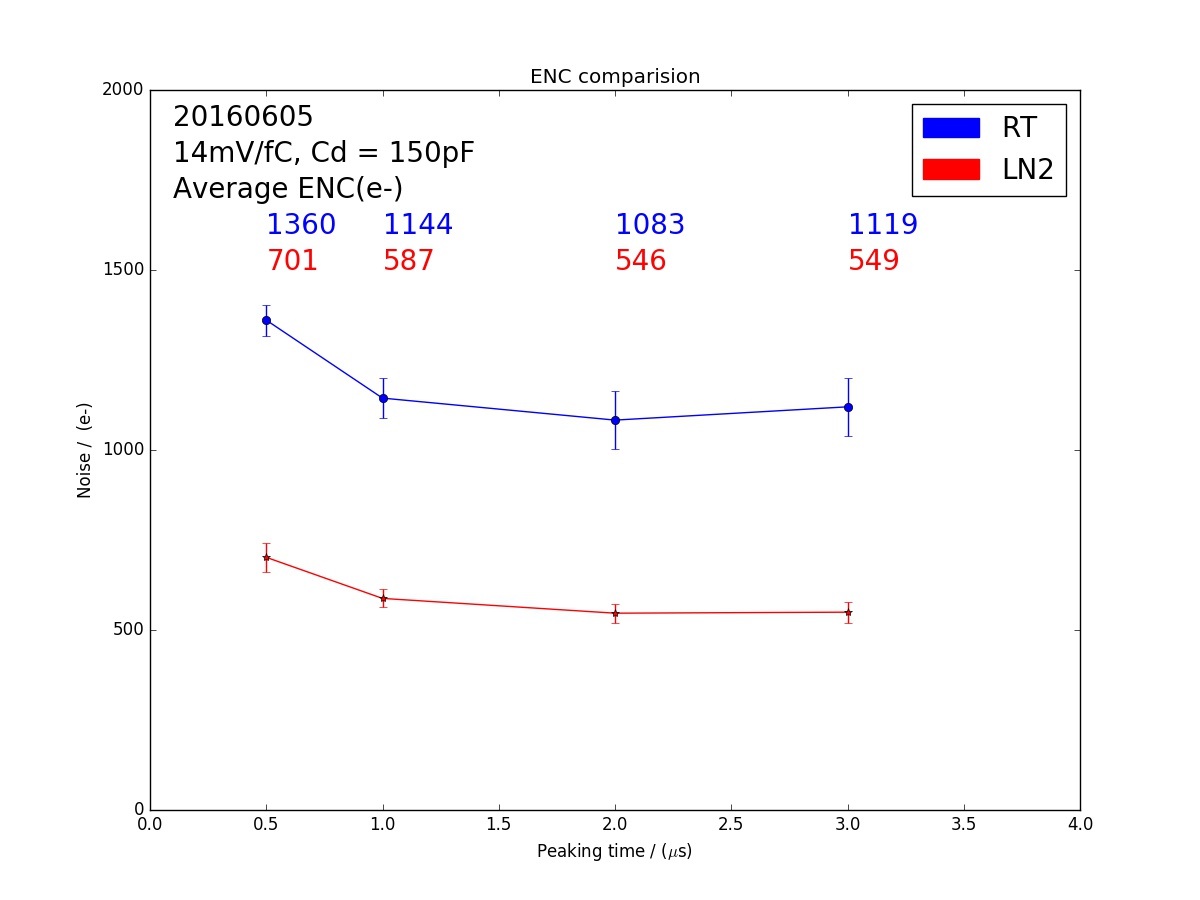 ENC comparision
20160605
14mV/fC, Cd = 150pF
Average ENC(e-)
1360 1144 1083 1119
701 587 546 549
RT
LN2
2000
1500
1000
500
0
Noise / (e-)
0.0 0.5 1.0 1.5 2.0 2.5 3.0 3.5 4.0
Peaking time / (μs)